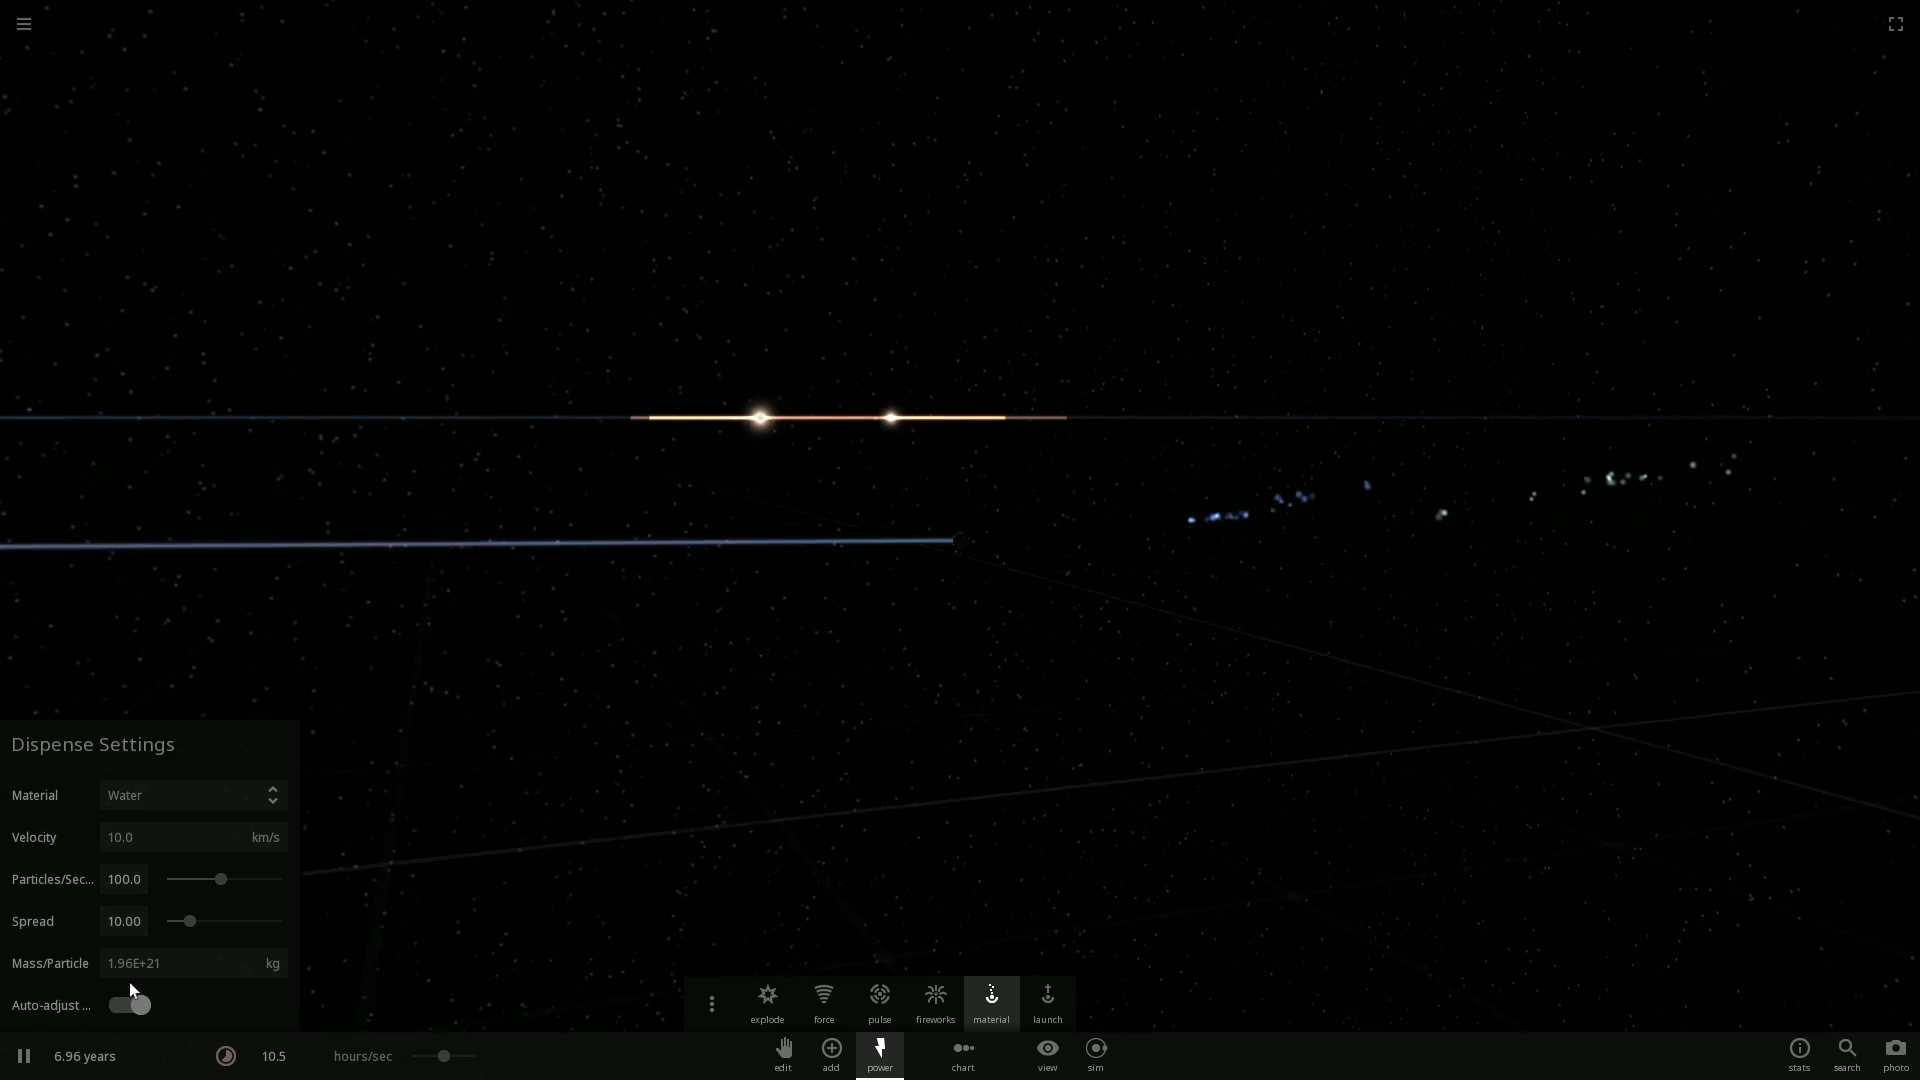 Dispense Settings
Material Water
Velocity 10.0 km/s
Particles/Sec... 100.0
Spread 10.00
Mass/Particle 1.96E+21 kg
Auto-adjust ...
explode force pulse fireworks material launch
6.96 years 10.5 hours/sec
edit add power chart view sim stats search photo